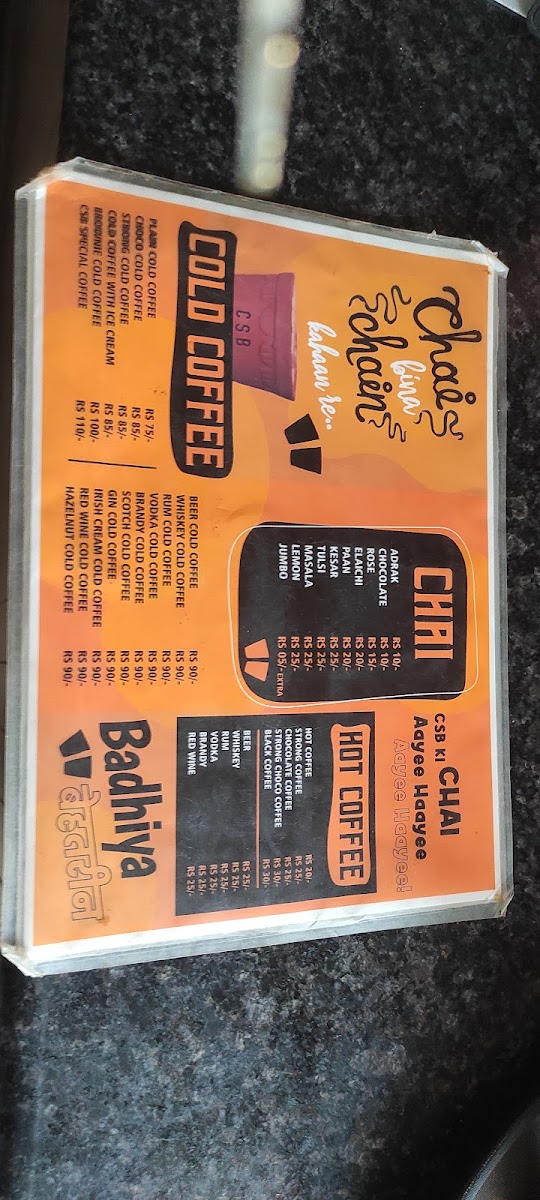 Chai
bina
chain
kahaan re..
CSB
COLD COFFEE
PLAIN COLD COFFEE RS 75/-
CHOCO COLD COFFEE RS 85/-
STRONG COLD COFFEE RS 85/-
COLD COFFEE WITH ICE CREAM RS 85/-
BROWNIE COLD COFFEE RS 100/-
CSB SPECIAL COFFEE RS 110/-
BEER COLD COFFEE RS 90/-
WHISKEY COLD COFFEE RS 90/-
RUM COLD COFFEE RS 90/-
VODKA COLD COFFEE RS 90/-
BRANDY COLD COFFEE RS 90/-
SCOTCH COLD COFFEE RS 90/-
GIN COLD COFFEE RS 90/-
IRISH CREAM COLD COFFEE RS 90/-
RED WINE COLD COFFEE RS 90/-
HAZELNUT COLD COFFEE RS 90/-
CHAI
ADRAK RS 10/-
CHOCOLATE RS 10/-
ROSE RS 15/-
ELAICHI RS 20/-
PAAN RS 20/-
KESAR RS 25/-
TULSI RS 25/-
MASALA RS 25/-
LEMON RS 25/-
JUMBO RS 05/- EXTRA
CSB KI CHAI
Aayee Haayee
Aayee Haayee!
HOT COFFEE
HOT COFFEE RS 20/-
STRONG COFFEE RS 25/-
CHOCOLATE COFFEE RS 25/-
STRONG CHOCO COFFEE RS 30/-
BLACK COFFEE RS 30/-
BEER RS 25/-
WHISKEY RS 25/-
RUM RS 25/-
VODKA RS 25/-
BRANDY RS 25/-
RED WINE RS 25/-
Badhiya
बेहतरीन